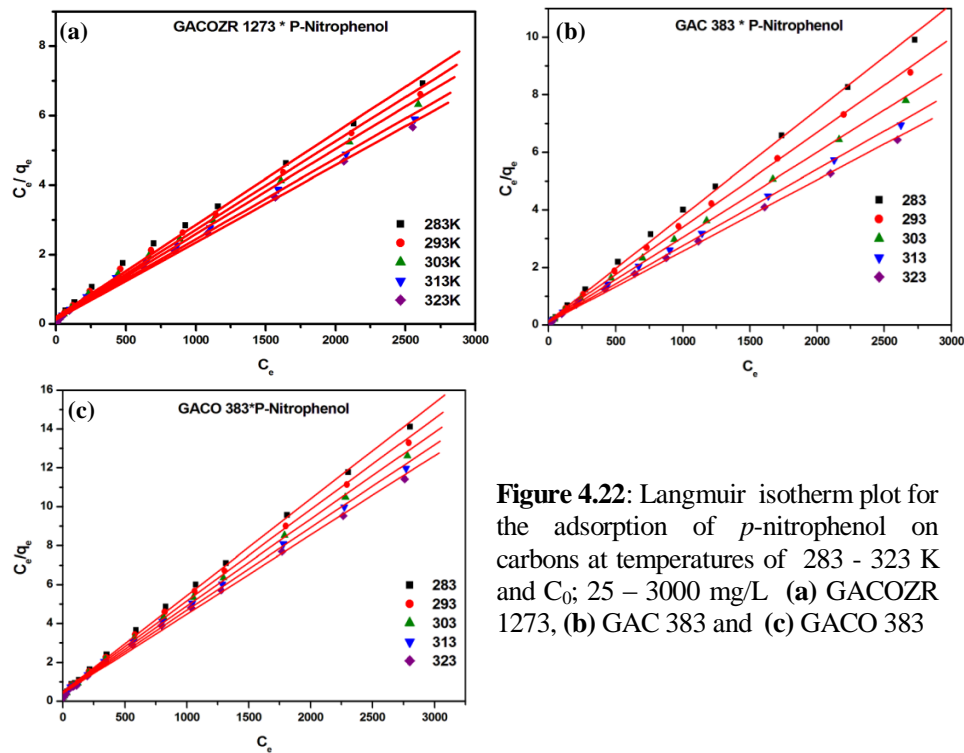 (a)
GACOZR 1273 * P-Nitrophenol
8
6
4
2
0
C_e/ q_e
283K
293K
303K
313K
323K
0 500 1000 1500 2000 2500 3000
C_e
(b)
GAC 383 * P-Nitrophenol
10
8
6
4
2
0
C_e/q_e
283
293
303
313
323
0 500 1000 1500 2000 2500 3000
C_e
(c)
GACO 383*P-Nitrophenol
16
14
12
10
8
6
4
2
0
C_e/q_e
283
293
303
313
323
0 500 1000 1500 2000 2500 3000
C_e
Figure 4.22: Langmuir isotherm plot for
the adsorption of p-nitrophenol on
carbons at temperatures of 283 - 323 K
and C₀; 25 – 3000 mg/L (a) GACOZR
1273, (b) GAC 383 and (c) GACO 383